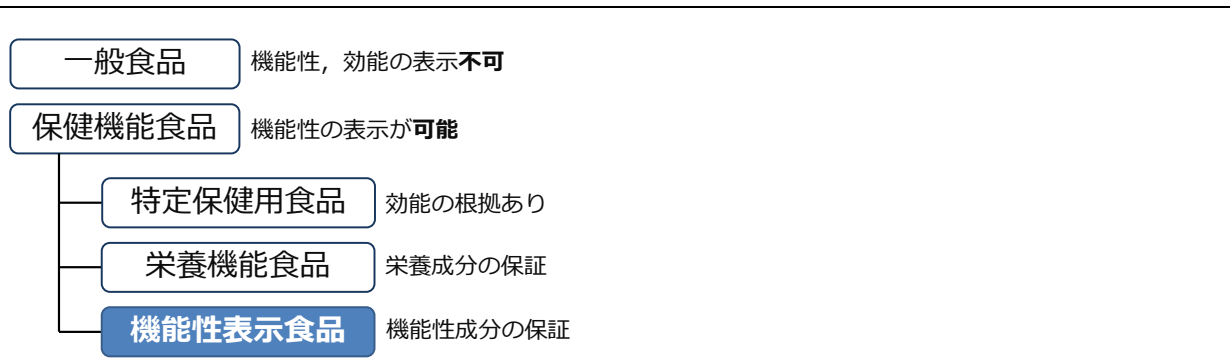 一般食品 機能性，効能の表示不可
保健機能食品 機能性の表示が可能
特定保健用食品 効能の根拠あり
栄養機能食品 栄養成分の保証
機能性表示食品 機能性成分の保証